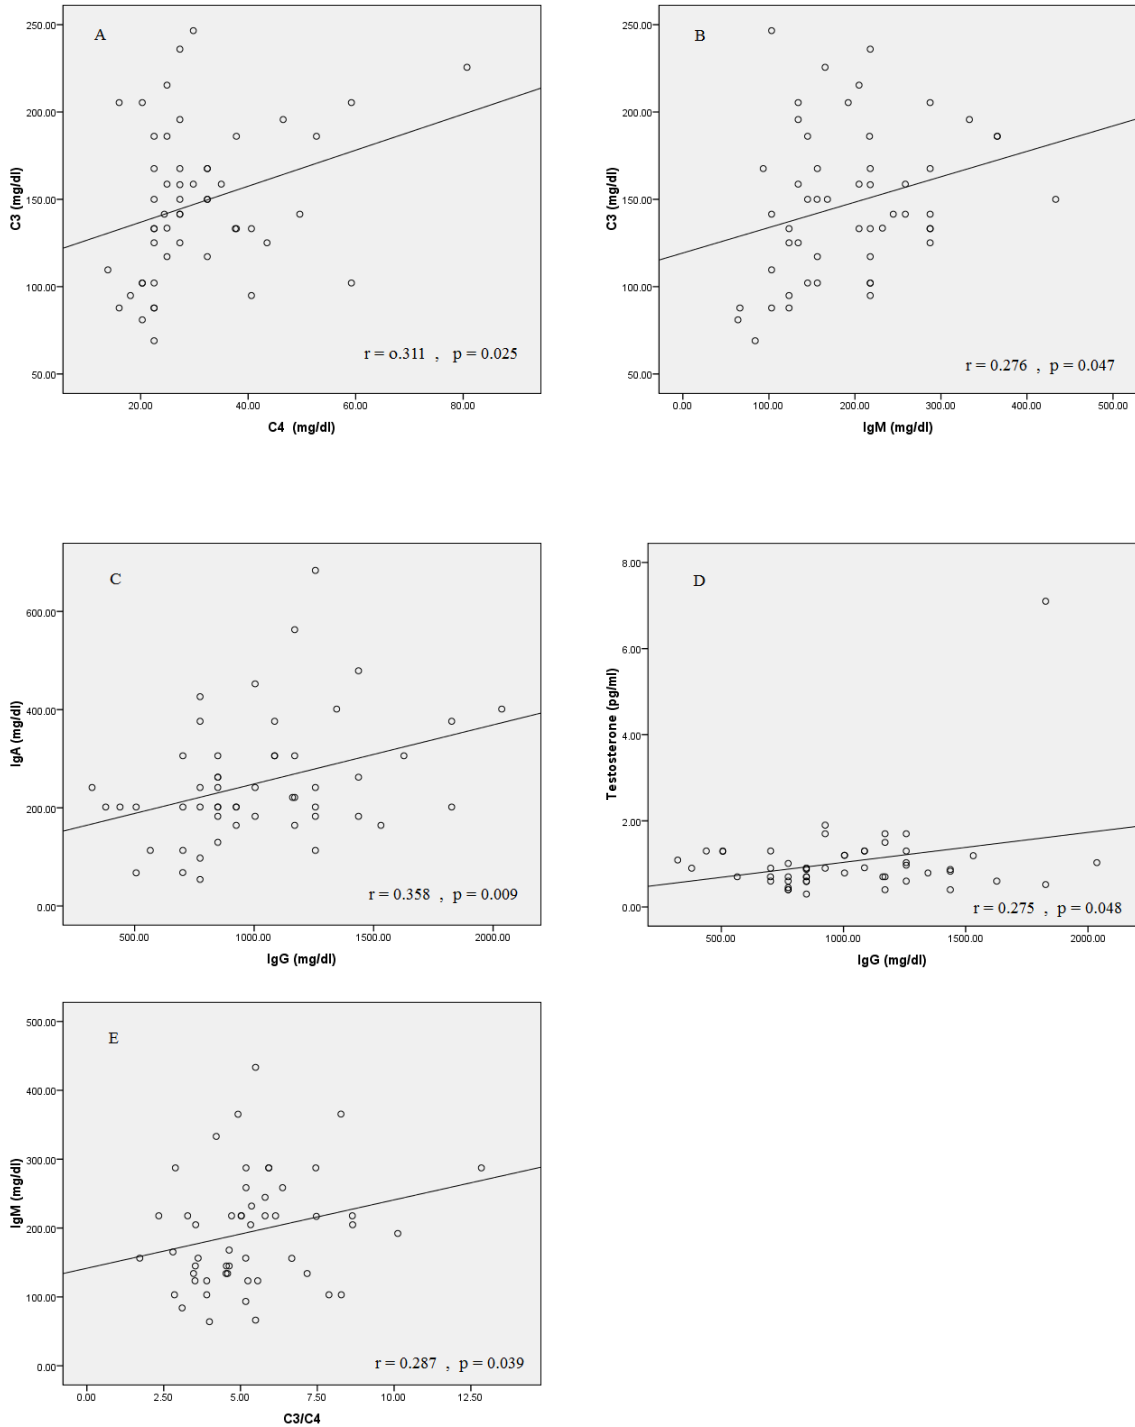 A
250.00
200.00
150.00
100.00
50.00
C3 (mg/dl)
20.00 40.00 60.00 80.00
C4 (mg/dl)
r = o.311 , p = 0.025
B
250.00
200.00
150.00
100.00
50.00
C3 (mg/dl)
0.00 100.00 200.00 300.00 400.00 500.00
IgM (mg/dl)
r = 0.276 , p = 0.047
C
600.00
400.00
200.00
0.00
IgA (mg/dl)
500.00 1000.00 1500.00 2000.00
IgG (mg/dl)
r = 0.358 , p = 0.009
D
8.00
6.00
4.00
2.00
0.00
Testosterone (pg/ml)
500.00 1000.00 1500.00 2000.00
IgG (mg/dl)
r = 0.275 , p = 0.048
E
500.00
400.00
300.00
200.00
100.00
0.00
IgM (mg/dl)
0.00 2.50 5.00 7.50 10.00 12.50
C3/C4
r = 0.287 , p = 0.039